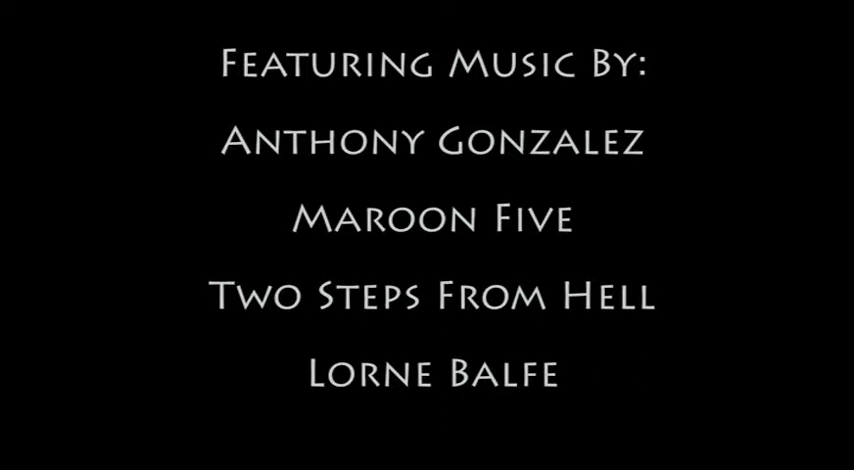 Featuring Music By:
Anthony Gonzalez
Maroon Five
Two Steps From Hell
Lorne Balfe